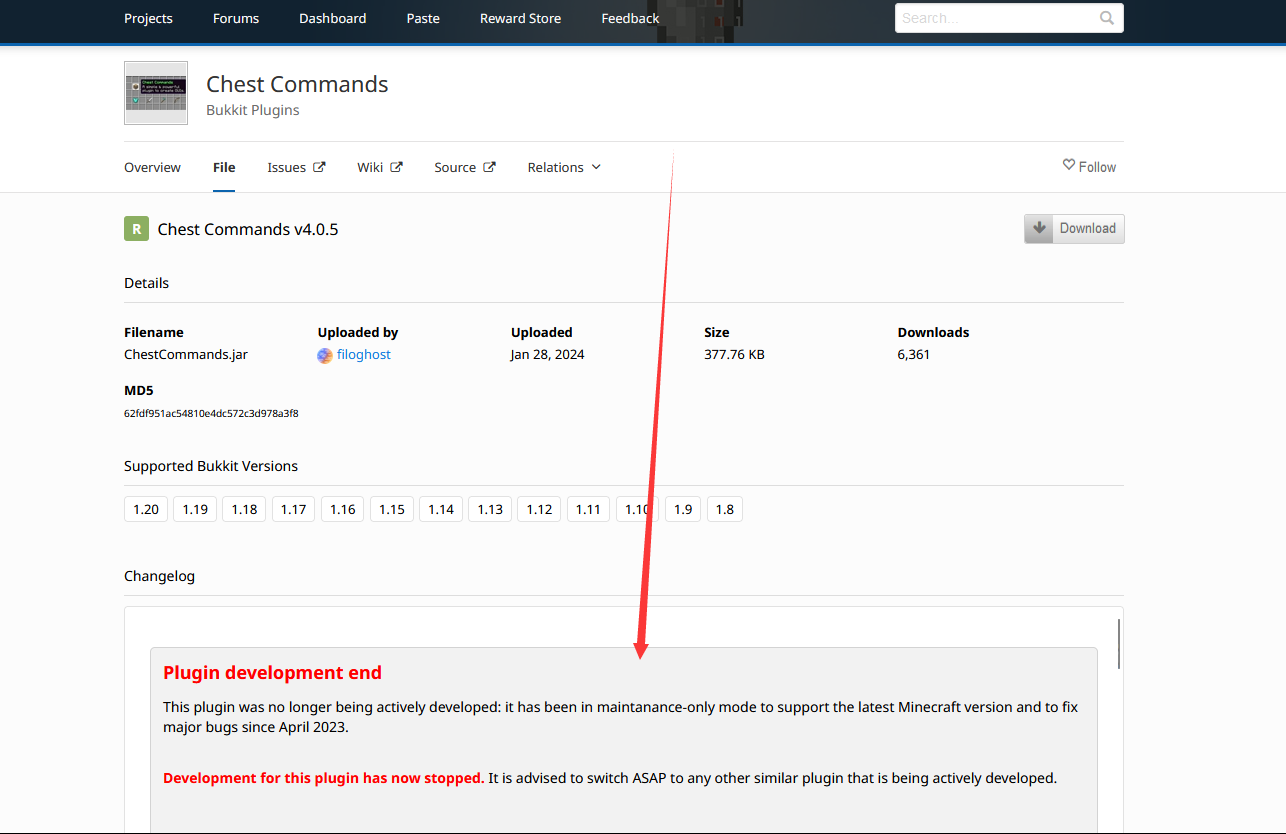 Projects Forums Dashboard Paste Reward Store Feedback Search...
Chest Commands
Bukkit Plugins
Overview File Issues Wiki Source Relations Follow
R Chest Commands v4.0.5 Download
Details
Filename Uploaded by Uploaded Size Downloads
ChestCommands.jar filoghost Jan 28, 2024 377.76 KB 6,361
MD5
62fdf951ac54810e4dc572c3d978a3f8
Supported Bukkit Versions
1.20 1.19 1.18 1.17 1.16 1.15 1.14 1.13 1.12 1.11 1.10 1.9 1.8
Changelog
Plugin development end
This plugin was no longer being actively developed: it has been in maintanance-only mode to support the latest Minecraft version and to fix
major bugs since April 2023.
Development for this plugin has now stopped. It is advised to switch ASAP to any other similar plugin that is being actively developed.